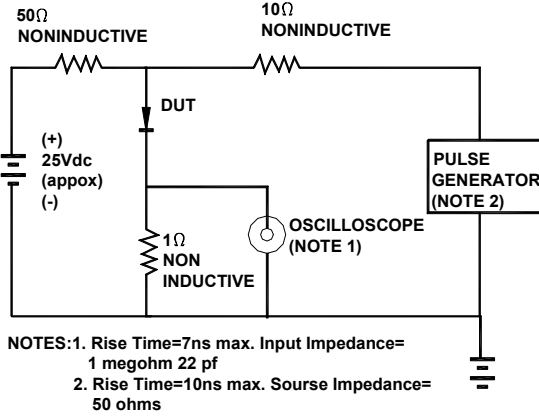 50Ω
NONINDUCTIVE
10Ω
NONINDUCTIVE
DUT
(+)
25Vdc
(appox)
(-)
PULSE
GENERATOR
(NOTE 2)
1Ω
NON
INDUCTIVE
OSCILLOSCOPE
(NOTE 1)
NOTES:1. Rise Time=7ns max. Input Impedance=
1 megohm 22 pf
2. Rise Time=10ns max. Sourse Impedance=
50 ohms